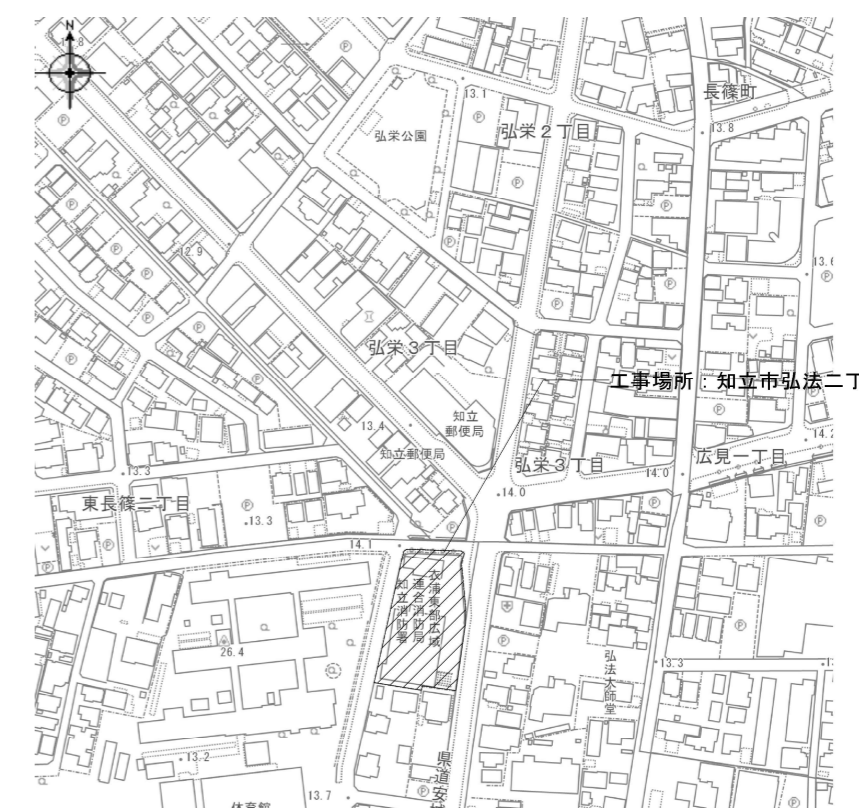 N
長篠町
13.1
弘栄2丁目
13.8
弘栄公園
12.9
13.6
弘栄3丁目
工事場所:知立市弘法二丁
知立
郵便局
13.4
知立郵便局
弘栄3丁目
広見一丁目
14.2
14.0
13.3
14.0
東長篠二丁目
13.3
14.1
衣浦東部広域
連合消防局
知立消防署
26.4
弘法大師堂
13.3
13.2
県道安城
13.7
体育館